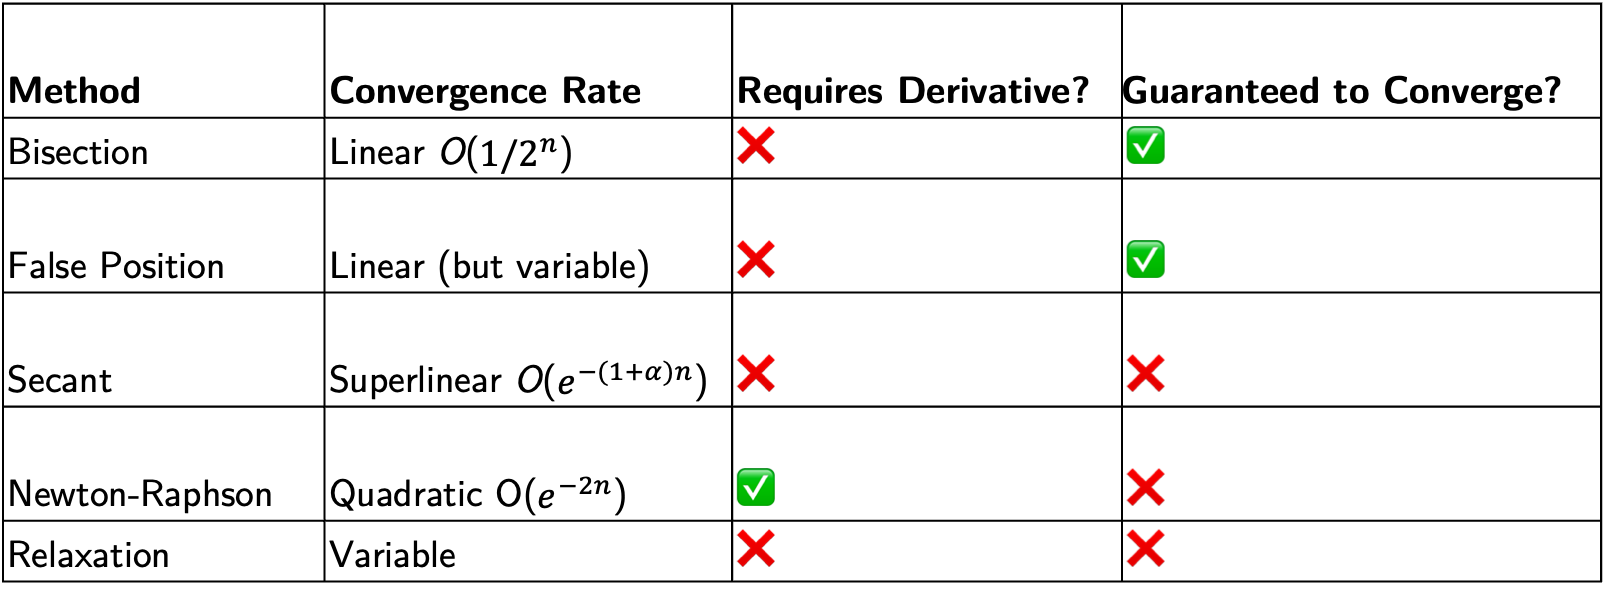 Method Convergence Rate Requires Derivative? Guaranteed to Converge?
Bisection Linear O(1/2ⁿ) ❌ ✅
False Position Linear (but variable) ❌ ✅
Secant Superlinear O(e^{−(1+α)n}) ❌ ❌
Newton-Raphson Quadratic O(e^{−2n}) ✅ ❌
Relaxation Variable ❌ ❌